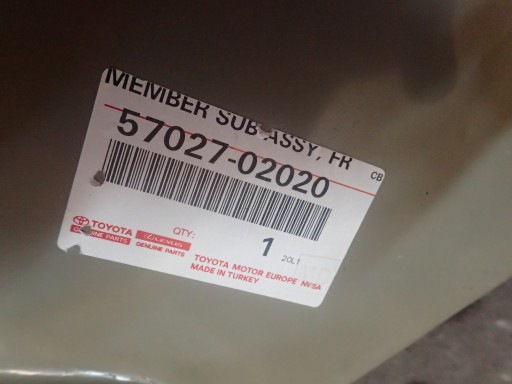 MEMBER SUB-ASSY, FR
CB
57027-02020
TOYOTA
GENUINE PARTS
LEXUS
GENUINE PARTS
QTY:
1
20L1
TOYOTA MOTOR EUROPE NV/SA
MADE IN TURKEY